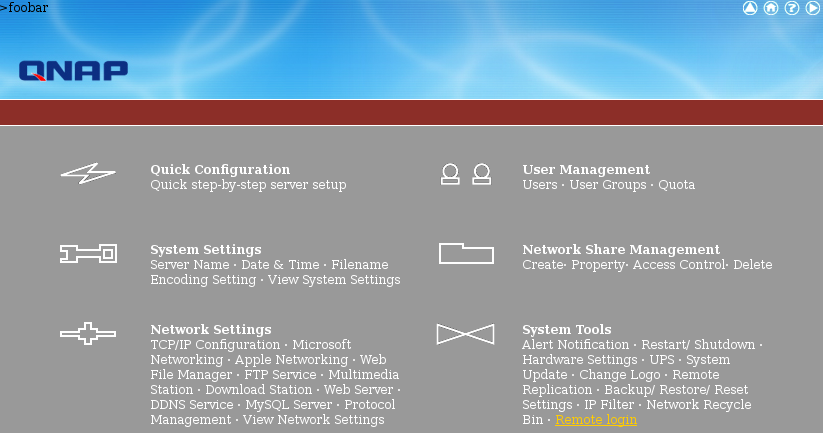 >foobar
QNAP
Quick Configuration
Quick step-by-step server setup
User Management
Users · User Groups · Quota
System Settings
Server Name · Date & Time · Filename
Encoding Setting · View System Settings
Network Share Management
Create· Property· Access Control· Delete
Network Settings
TCP/IP Configuration · Microsoft
Networking · Apple Networking · Web
File Manager · FTP Service · Multimedia
Station · Download Station · Web Server ·
DDNS Service · MySQL Server · Protocol
Management · View Network Settings
System Tools
Alert Notification · Restart/ Shutdown ·
Hardware Settings · UPS · System
Update · Change Logo · Remote
Replication · Backup/ Restore/ Reset
Settings · IP Filter · Network Recycle
Bin · Remote login